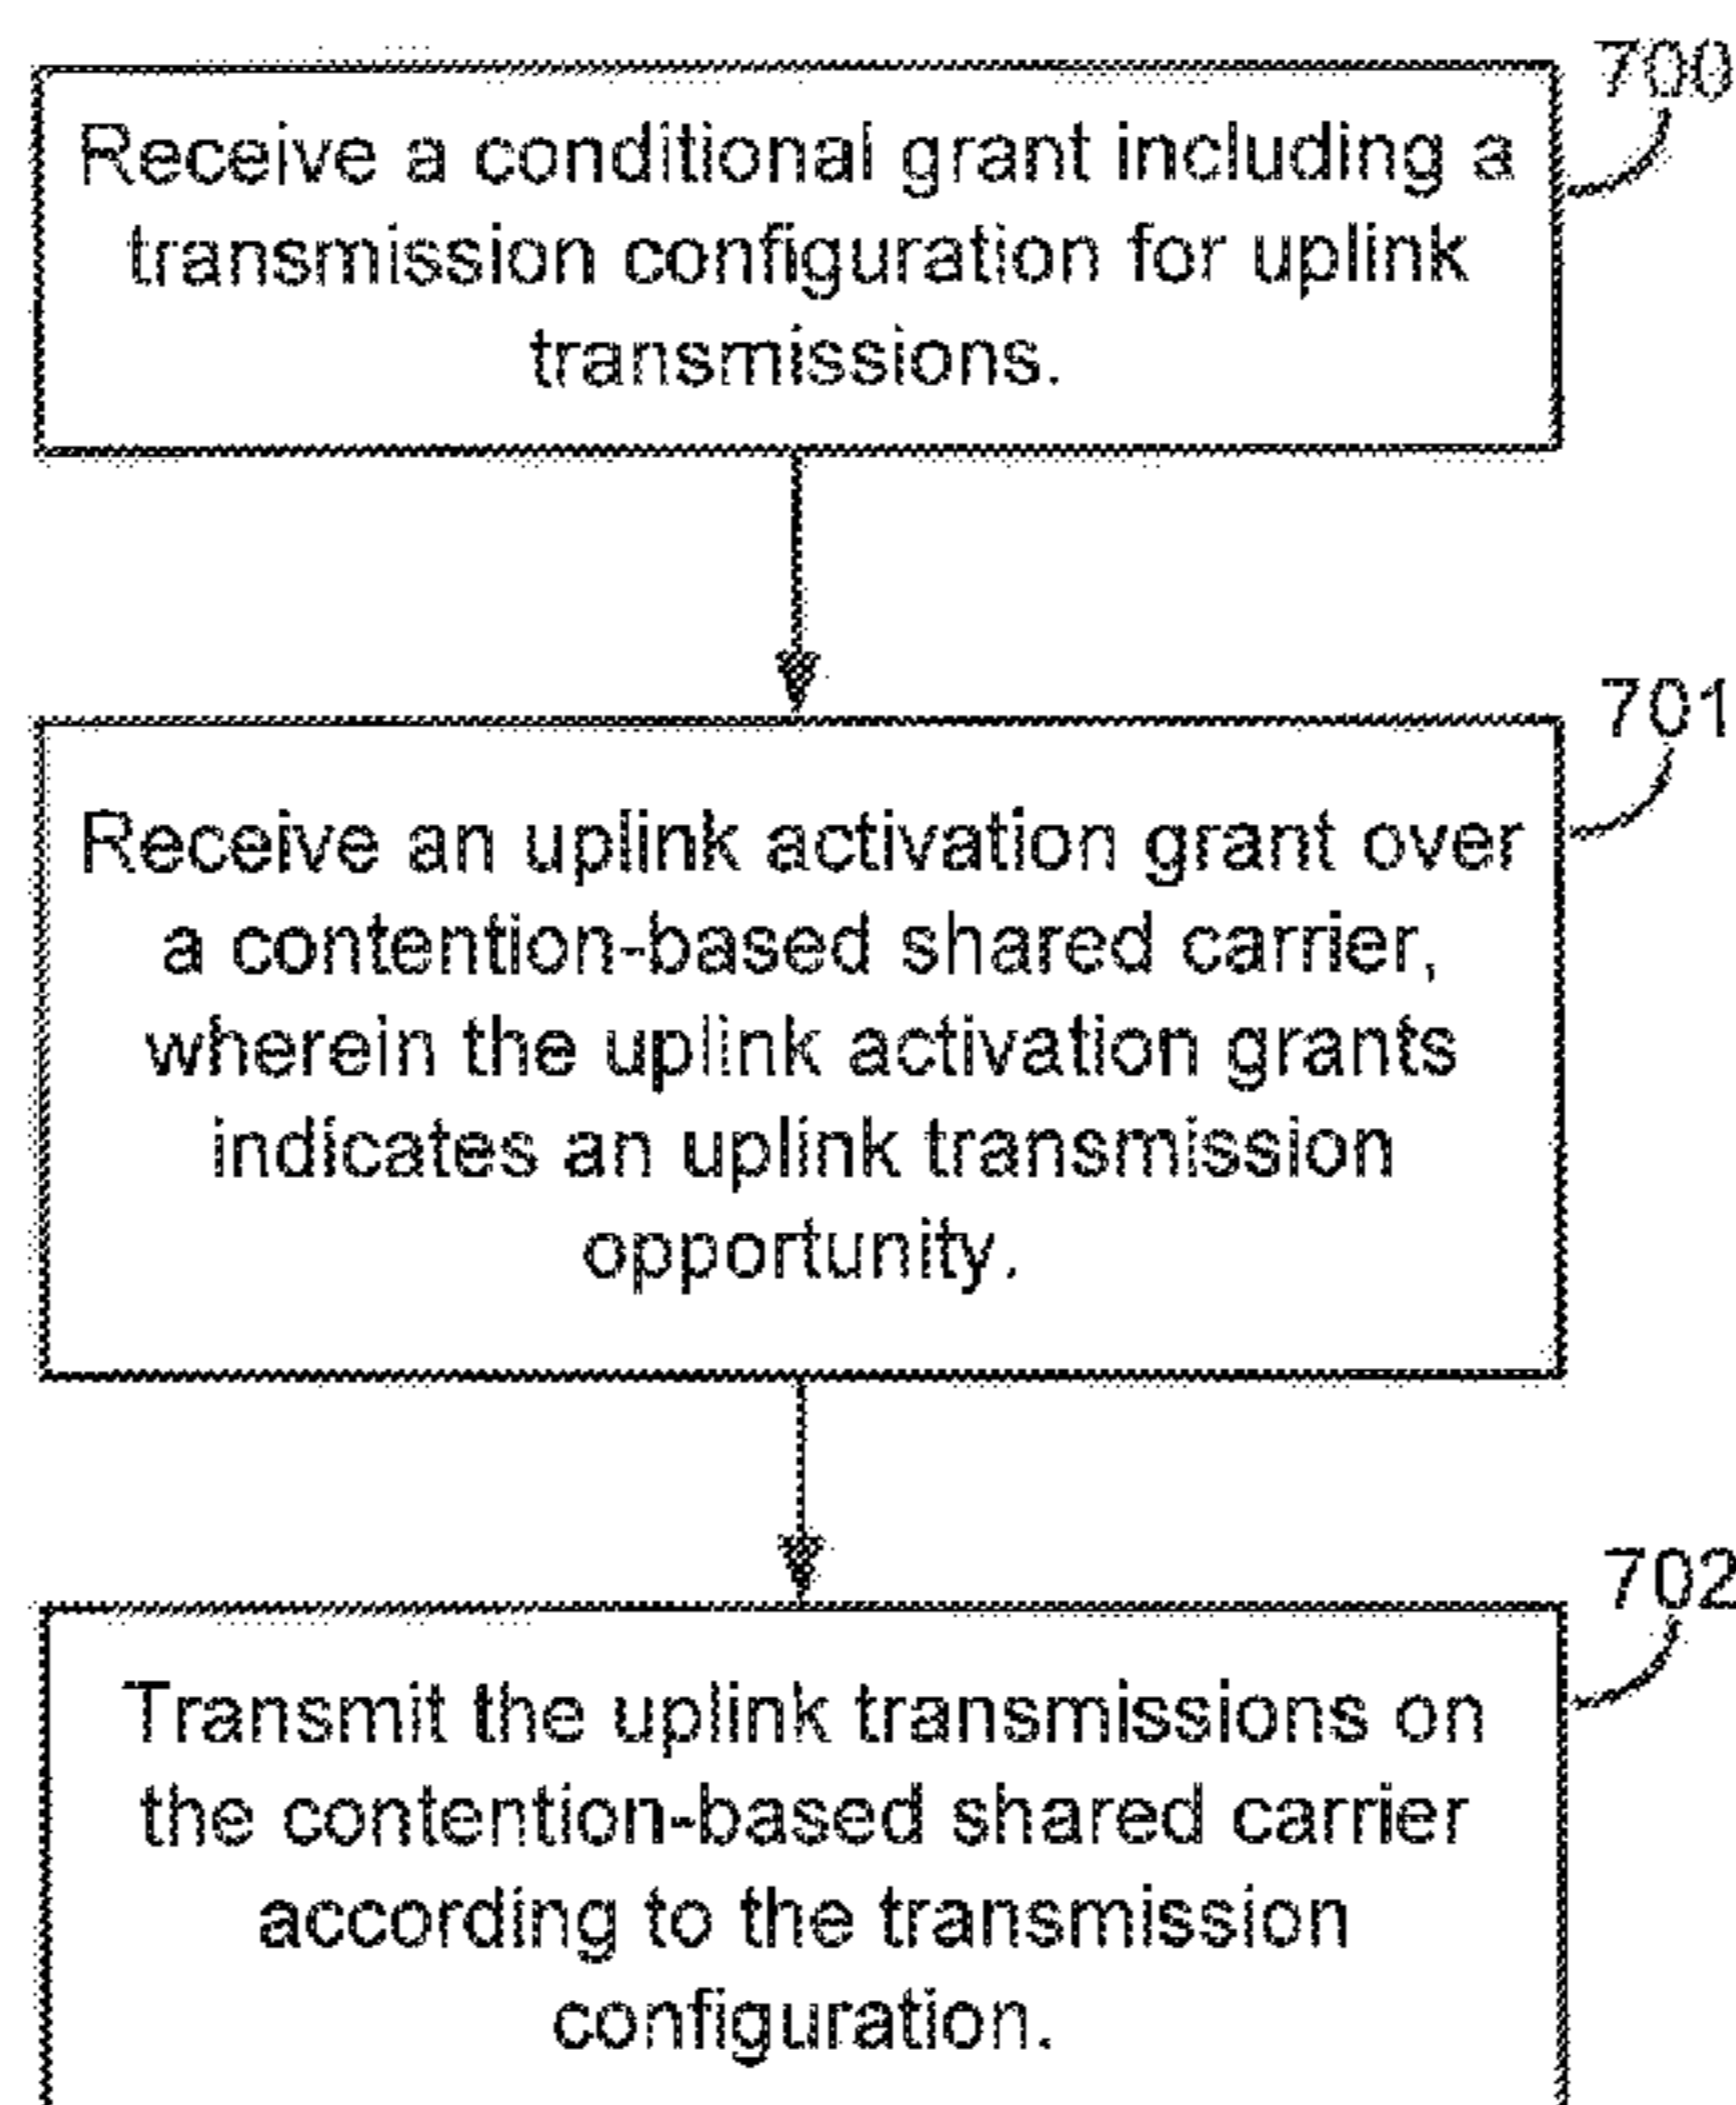 700
Receive a conditional grant including a
transmission configuration for uplink
transmissions.
701
Receive an uplink activation grant over
a contention-based shared carrier,
wherein the uplink activation grants
indicates an uplink transmission
opportunity.
702
Transmit the uplink transmissions on
the contention-based shared carrier
according to the transmission
configuration.